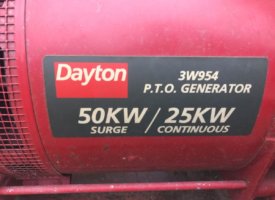 Dayton
3W954
P.T.O. GENERATOR
50KW / 25KW
SURGE CONTINUOUS